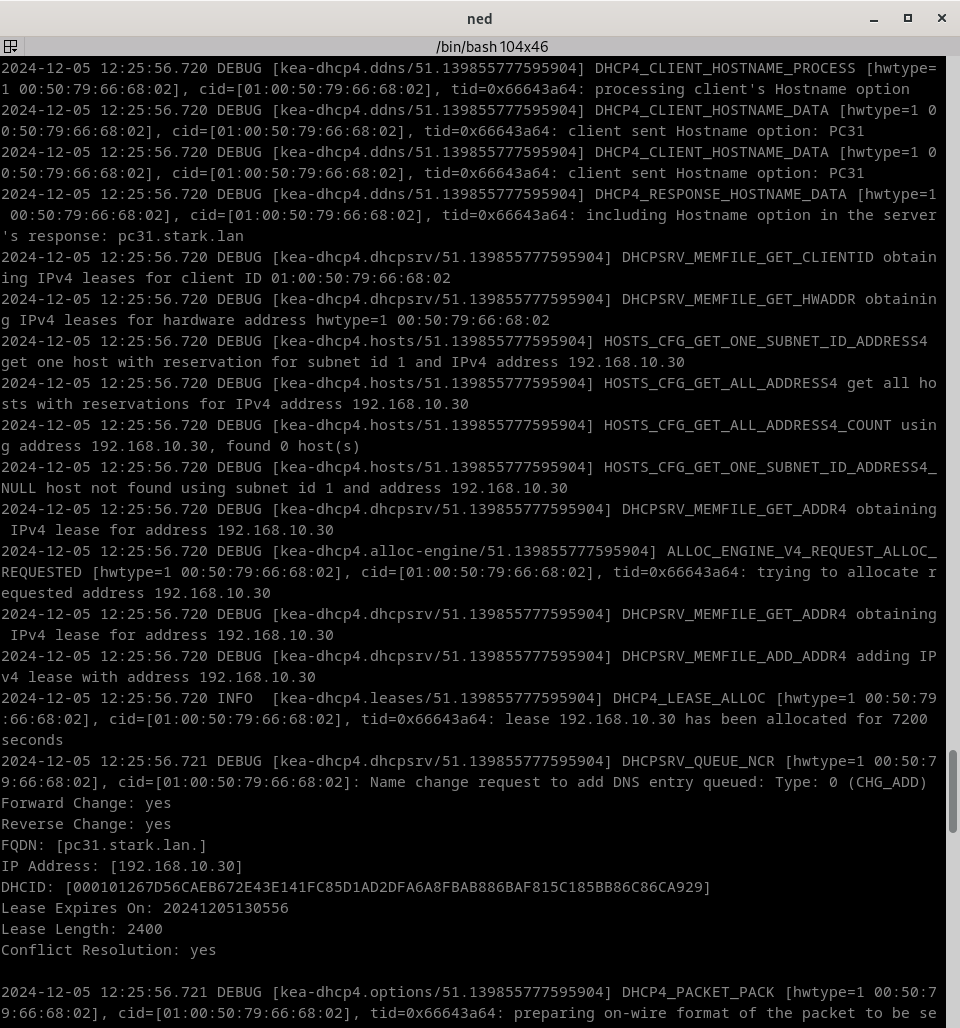 ned
/bin/bash 104x46
2024-12-05 12:25:56.720 DEBUG [kea-dhcp4.ddns/51.139855777595904] DHCP4_CLIENT_HOSTNAME_PROCESS [hwtype=
1 00:50:79:66:68:02], cid=[01:00:50:79:66:68:02], tid=0x66643a64: processing client's Hostname option
2024-12-05 12:25:56.720 DEBUG [kea-dhcp4.ddns/51.139855777595904] DHCP4_CLIENT_HOSTNAME_DATA [hwtype=1 0
0:50:79:66:68:02], cid=[01:00:50:79:66:68:02], tid=0x66643a64: client sent Hostname option: PC31
2024-12-05 12:25:56.720 DEBUG [kea-dhcp4.ddns/51.139855777595904] DHCP4_CLIENT_HOSTNAME_DATA [hwtype=1 0
0:50:79:66:68:02], cid=[01:00:50:79:66:68:02], tid=0x66643a64: client sent Hostname option: PC31
2024-12-05 12:25:56.720 DEBUG [kea-dhcp4.ddns/51.139855777595904] DHCP4_RESPONSE_HOSTNAME_DATA [hwtype=1
 00:50:79:66:68:02], cid=[01:00:50:79:66:68:02], tid=0x66643a64: including Hostname option in the server
's response: pc31.stark.lan
2024-12-05 12:25:56.720 DEBUG [kea-dhcp4.dhcpsrv/51.139855777595904] DHCPSRV_MEMFILE_GET_CLIENTID obtain
ing IPv4 leases for client ID 01:00:50:79:66:68:02
2024-12-05 12:25:56.720 DEBUG [kea-dhcp4.dhcpsrv/51.139855777595904] DHCPSRV_MEMFILE_GET_HWADDR obtainin
g IPv4 leases for hardware address hwtype=1 00:50:79:66:68:02
2024-12-05 12:25:56.720 DEBUG [kea-dhcp4.hosts/51.139855777595904] HOSTS_CFG_GET_ONE_SUBNET_ID_ADDRESS4
get one host with reservation for subnet id 1 and IPv4 address 192.168.10.30
2024-12-05 12:25:56.720 DEBUG [kea-dhcp4.hosts/51.139855777595904] HOSTS_CFG_GET_ALL_ADDRESS4 get all ho
sts with reservations for IPv4 address 192.168.10.30
2024-12-05 12:25:56.720 DEBUG [kea-dhcp4.hosts/51.139855777595904] HOSTS_CFG_GET_ALL_ADDRESS4_COUNT usin
g address 192.168.10.30, found 0 host(s)
2024-12-05 12:25:56.720 DEBUG [kea-dhcp4.hosts/51.139855777595904] HOSTS_CFG_GET_ONE_SUBNET_ID_ADDRESS4_
NULL host not found using subnet id 1 and address 192.168.10.30
2024-12-05 12:25:56.720 DEBUG [kea-dhcp4.dhcpsrv/51.139855777595904] DHCPSRV_MEMFILE_GET_ADDR4 obtaining
 IPv4 lease for address 192.168.10.30
2024-12-05 12:25:56.720 DEBUG [kea-dhcp4.alloc-engine/51.139855777595904] ALLOC_ENGINE_V4_REQUEST_ALLOC_
REQUESTED [hwtype=1 00:50:79:66:68:02], cid=[01:00:50:79:66:68:02], tid=0x66643a64: trying to allocate r
equested address 192.168.10.30
2024-12-05 12:25:56.720 DEBUG [kea-dhcp4.dhcpsrv/51.139855777595904] DHCPSRV_MEMFILE_GET_ADDR4 obtaining
 IPv4 lease for address 192.168.10.30
2024-12-05 12:25:56.720 DEBUG [kea-dhcp4.dhcpsrv/51.139855777595904] DHCPSRV_MEMFILE_ADD_ADDR4 adding IP
v4 lease with address 192.168.10.30
2024-12-05 12:25:56.720 INFO  [kea-dhcp4.leases/51.139855777595904] DHCP4_LEASE_ALLOC [hwtype=1 00:50:79
:66:68:02], cid=[01:00:50:79:66:68:02], tid=0x66643a64: lease 192.168.10.30 has been allocated for 7200
seconds
2024-12-05 12:25:56.721 DEBUG [kea-dhcp4.dhcpsrv/51.139855777595904] DHCPSRV_QUEUE_NCR [hwtype=1 00:50:7
9:66:68:02], cid=[01:00:50:79:66:68:02]: Name change request to add DNS entry queued: Type: 0 (CHG_ADD)
Forward Change: yes
Reverse Change: yes
FQDN: [pc31.stark.lan.]
IP Address: [192.168.10.30]
DHCID: [000101267D56CAEB672E43E141FC85D1AD2DFA6A8FBAB886BAF815C185BB86C86CA929]
Lease Expires On: 20241205130556
Lease Length: 2400
Conflict Resolution: yes
2024-12-05 12:25:56.721 DEBUG [kea-dhcp4.options/51.139855777595904] DHCP4_PACKET_PACK [hwtype=1 00:50:7
9:66:68:02], cid=[01:00:50:79:66:68:02], tid=0x66643a64: preparing on-wire format of the packet to be se